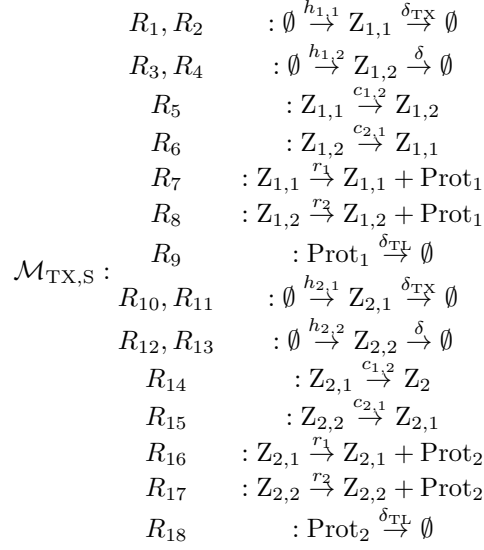 R_1, R_2 : ∅ \xrightarrow{h_{1,1}} Z_{1,1} \xrightarrow{δ_{TX}} ∅
R_3, R_4 : ∅ \xrightarrow{h_{1,2}} Z_{1,2} \xrightarrow{δ} ∅
R_5 : Z_{1,1} \xrightarrow{c_{1,2}} Z_{1,2}
R_6 : Z_{1,2} \xrightarrow{c_{2,1}} Z_{1,1}
R_7 : Z_{1,1} \xrightarrow{r_1} Z_{1,1} + Prot_1
R_8 : Z_{1,2} \xrightarrow{r_2} Z_{1,2} + Prot_1
R_9 : Prot_1 \xrightarrow{δ_{TL}} ∅
\mathcal{M}_{TX,S} :
R_{10}, R_{11} : ∅ \xrightarrow{h_{2,1}} Z_{2,1} \xrightarrow{δ_{TX}} ∅
R_{12}, R_{13} : ∅ \xrightarrow{h_{2,2}} Z_{2,2} \xrightarrow{δ} ∅
R_{14} : Z_{2,1} \xrightarrow{c_{1,2}} Z_2
R_{15} : Z_{2,2} \xrightarrow{c_{2,1}} Z_{2,1}
R_{16} : Z_{2,1} \xrightarrow{r_1} Z_{2,1} + Prot_2
R_{17} : Z_{2,2} \xrightarrow{r_2} Z_{2,2} + Prot_2
R_{18} : Prot_2 \xrightarrow{δ_{TL}} ∅